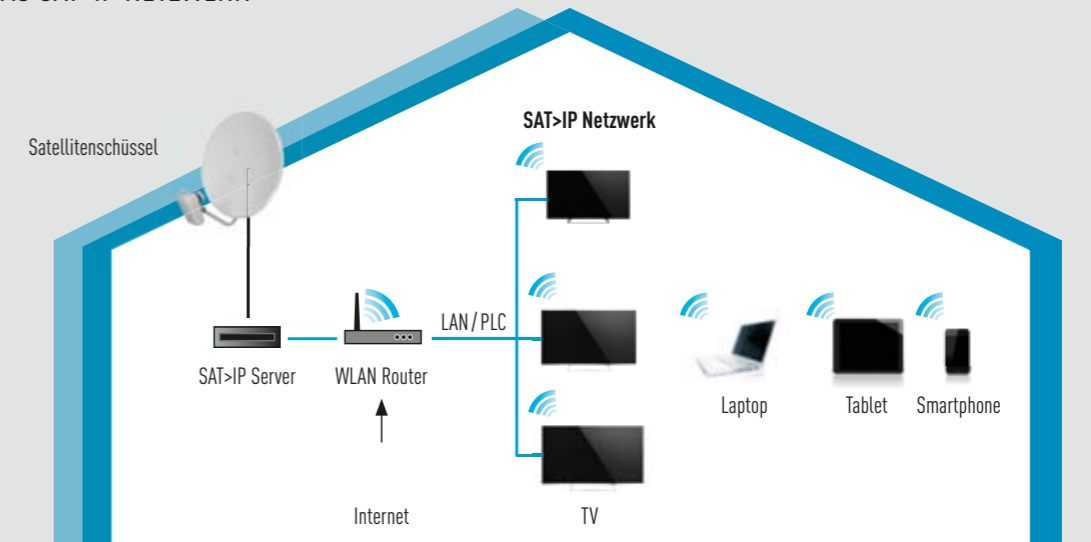 SAT>IP Netzwerk
Satellitenschüssel
LAN / PLC
SAT>IP Server
WLAN Router
Laptop
Tablet
Smartphone
Internet
TV